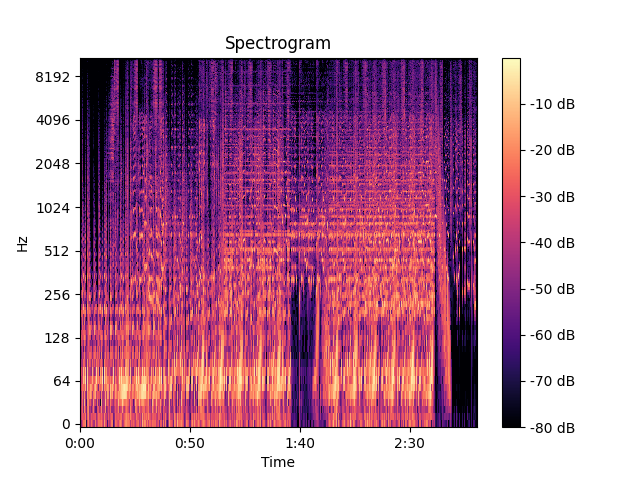 Spectrogram
8192
4096
2048
1024
512
256
128
64
0
Hz
0:00
0:50
1:40
2:30
Time
-10 dB
-20 dB
-30 dB
-40 dB
-50 dB
-60 dB
-70 dB
-80 dB